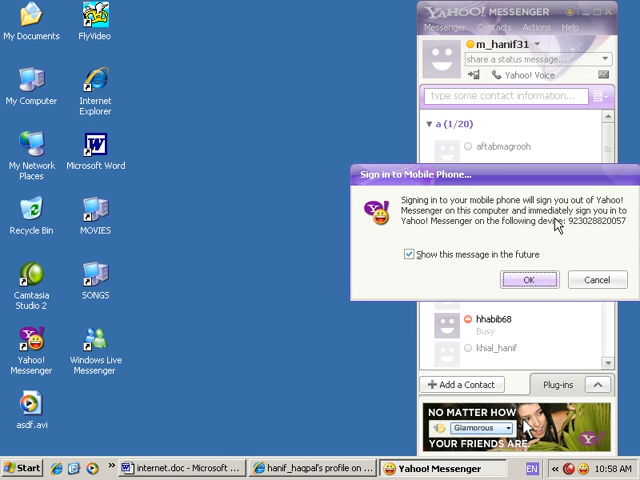 My Documents
FlyVideo
My Computer
Internet
Explorer
My Network
Places
Microsoft Word
Recycle Bin
MOVIES
Camtasia
Studio 2
SONGS
Yahoo!
Messenger
Windows Live
Messenger
asdf.avi
YAHOO! MESSENGER
Messenger Contacts Actions Help
m_hanif31
share a status message...
Yahoo! Voice
type some contact information...
a (1/20)
aftabmagrooh
Sign in to Mobile Phone...
Signing in to your mobile phone will sign you out of Yahoo!
Messenger on this computer and immediately sign you in to
Yahoo! Messenger on the following device: 923028820057
Show this message in the future
OK Cancel
hhabib68
Busy
khial_hanif
Add a Contact Plug-ins
NO MATTER HOW
Glamorous
YOUR FRIENDS ARE.
Start internet.doc - Microsoft ... hanif_haqpal's profile on ... Yahoo! Messenger EN 10:58 AM